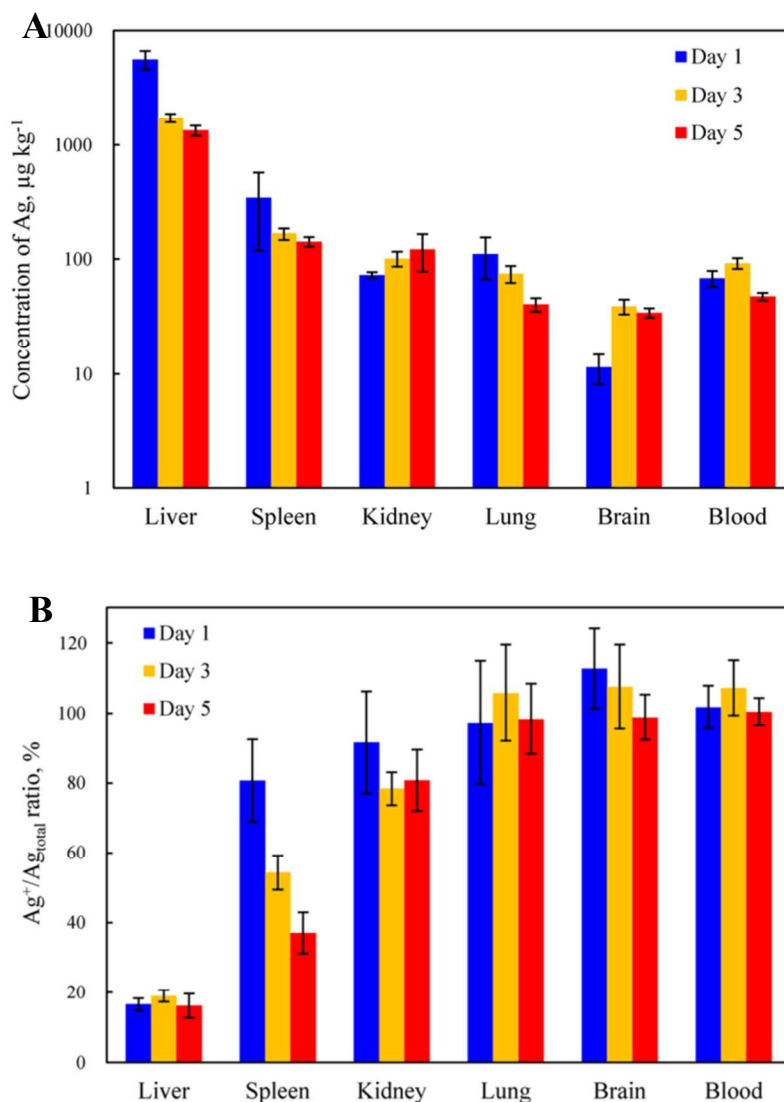 A
10000
1000
100
10
1
Concentration of Ag, µg kg⁻¹
Day 1
Day 3
Day 5
Liver Spleen Kidney Lung Brain Blood
B
120
100
80
60
40
20
0
Ag⁺/Ag_total ratio, %
Day 1
Day 3
Day 5
Liver Spleen Kidney Lung Brain Blood